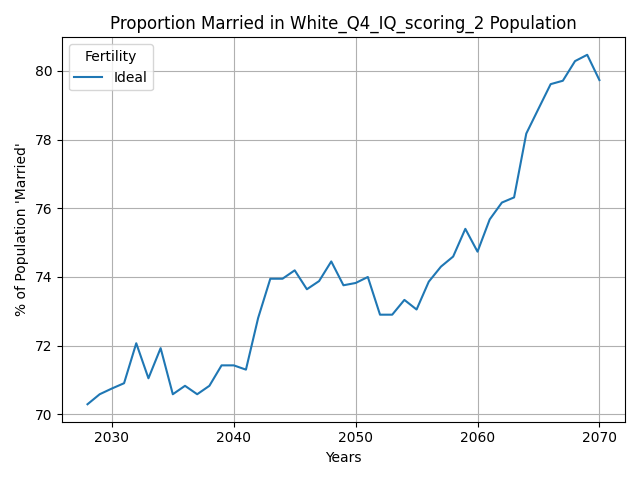 Proportion Married in White_Q4_IQ_scoring_2 Population
Fertility
Ideal
% of Population 'Married'
80
78
76
74
72
70
2030 2040 2050 2060 2070
Years